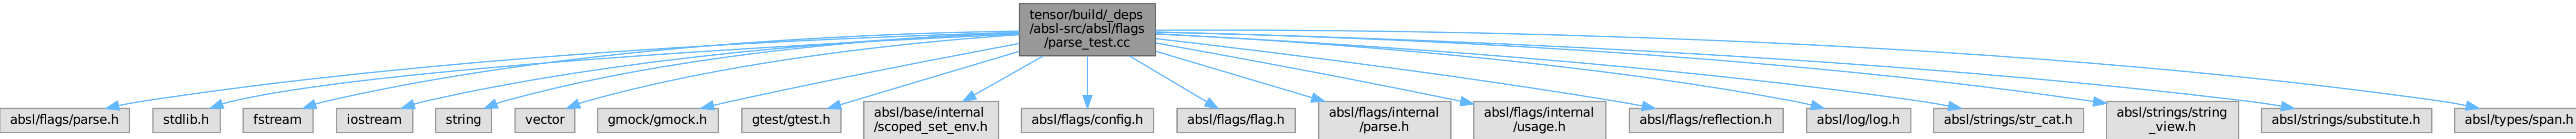 tensor/build/_deps
/absl-src/absl/flags
/parse_test.cc
absl/flags/parse.h
stdlib.h
fstream
iostream
string
vector
gmock/gmock.h
gtest/gtest.h
absl/base/internal
/scoped_set_env.h
absl/flags/config.h
absl/flags/flag.h
absl/flags/internal
/parse.h
absl/flags/internal
/usage.h
absl/flags/reflection.h
absl/log/log.h
absl/strings/str_cat.h
absl/strings/string
_view.h
absl/strings/substitute.h
absl/types/span.h